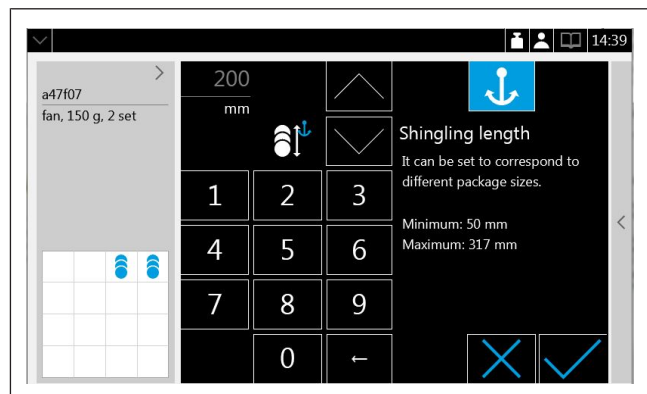 14:39
a47f07
fan, 150 g, 2 set
200
mm
Shingling length
It can be set to correspond to
different package sizes.
Minimum: 50 mm
Maximum: 317 mm
1 2 3
4 5 6
7 8 9
0 ←